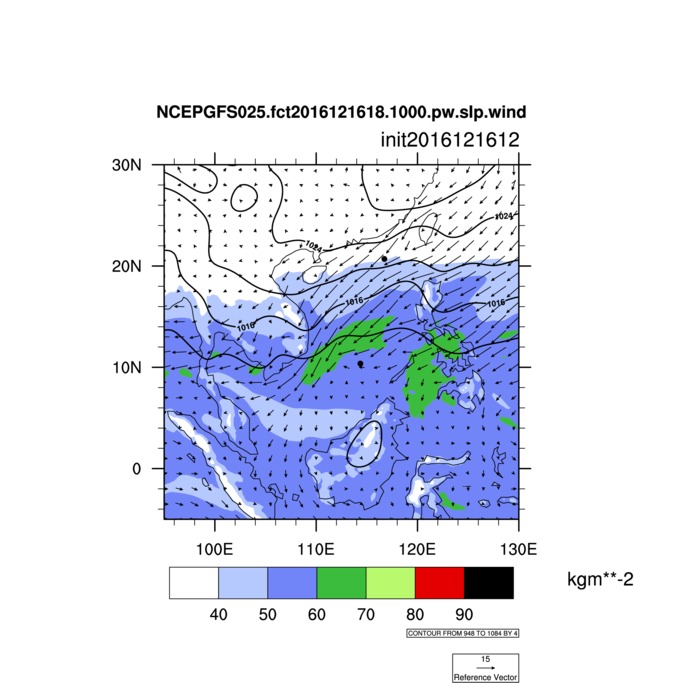 NCEPGFS025.fct2016121618.1000.pw.slp.wind
init2016121612
30N
1024
1024
20N
1016
1016
1016
10N
0
100E
110E
120E
130E
kgm**-2
40
50
60
70
80
90
CONTOUR FROM 948 TO 1084 BY 4
15
Reference Vector